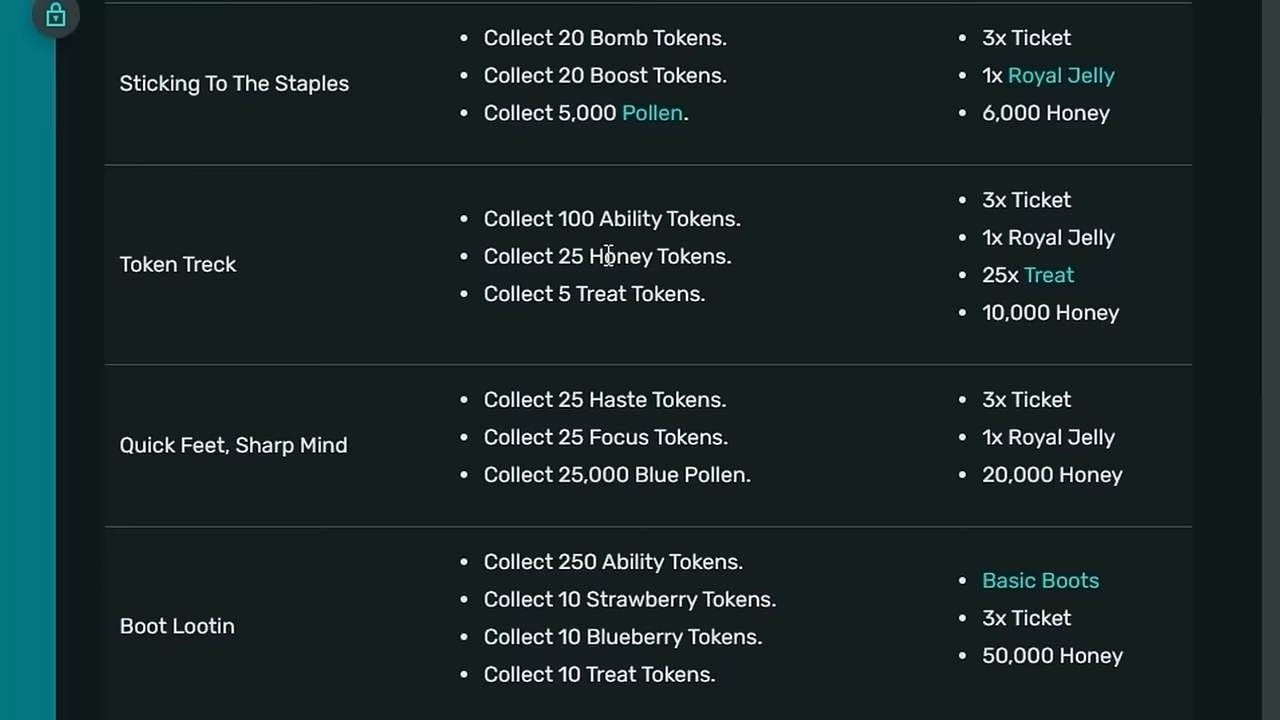 Sticking To The Staples
Collect 20 Bomb Tokens.
Collect 20 Boost Tokens.
Collect 5,000 Pollen.
3x Ticket
1x Royal Jelly
6,000 Honey
Token Treck
Collect 100 Ability Tokens.
Collect 25 Honey Tokens.
Collect 5 Treat Tokens.
3x Ticket
1x Royal Jelly
25x Treat
10,000 Honey
Quick Feet, Sharp Mind
Collect 25 Haste Tokens.
Collect 25 Focus Tokens.
Collect 25,000 Blue Pollen.
3x Ticket
1x Royal Jelly
20,000 Honey
Boot Lootin
Collect 250 Ability Tokens.
Collect 10 Strawberry Tokens.
Collect 10 Blueberry Tokens.
Collect 10 Treat Tokens.
Basic Boots
3x Ticket
50,000 Honey